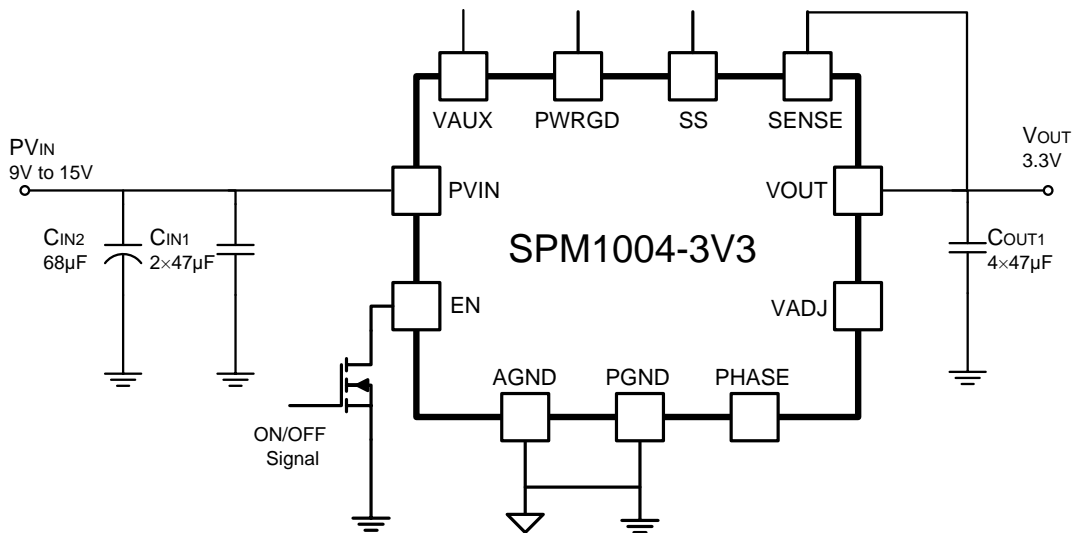 VAUX
PWRGD
SS
SENSE
PVIN
9V to 15V
VOUT
3.3V
PVIN
VOUT
CIN2
68µF
CIN1
2×47µF
SPM1004-3V3
COUT1
4×47µF
EN
VADJ
AGND
PGND
PHASE
ON/OFF
Signal